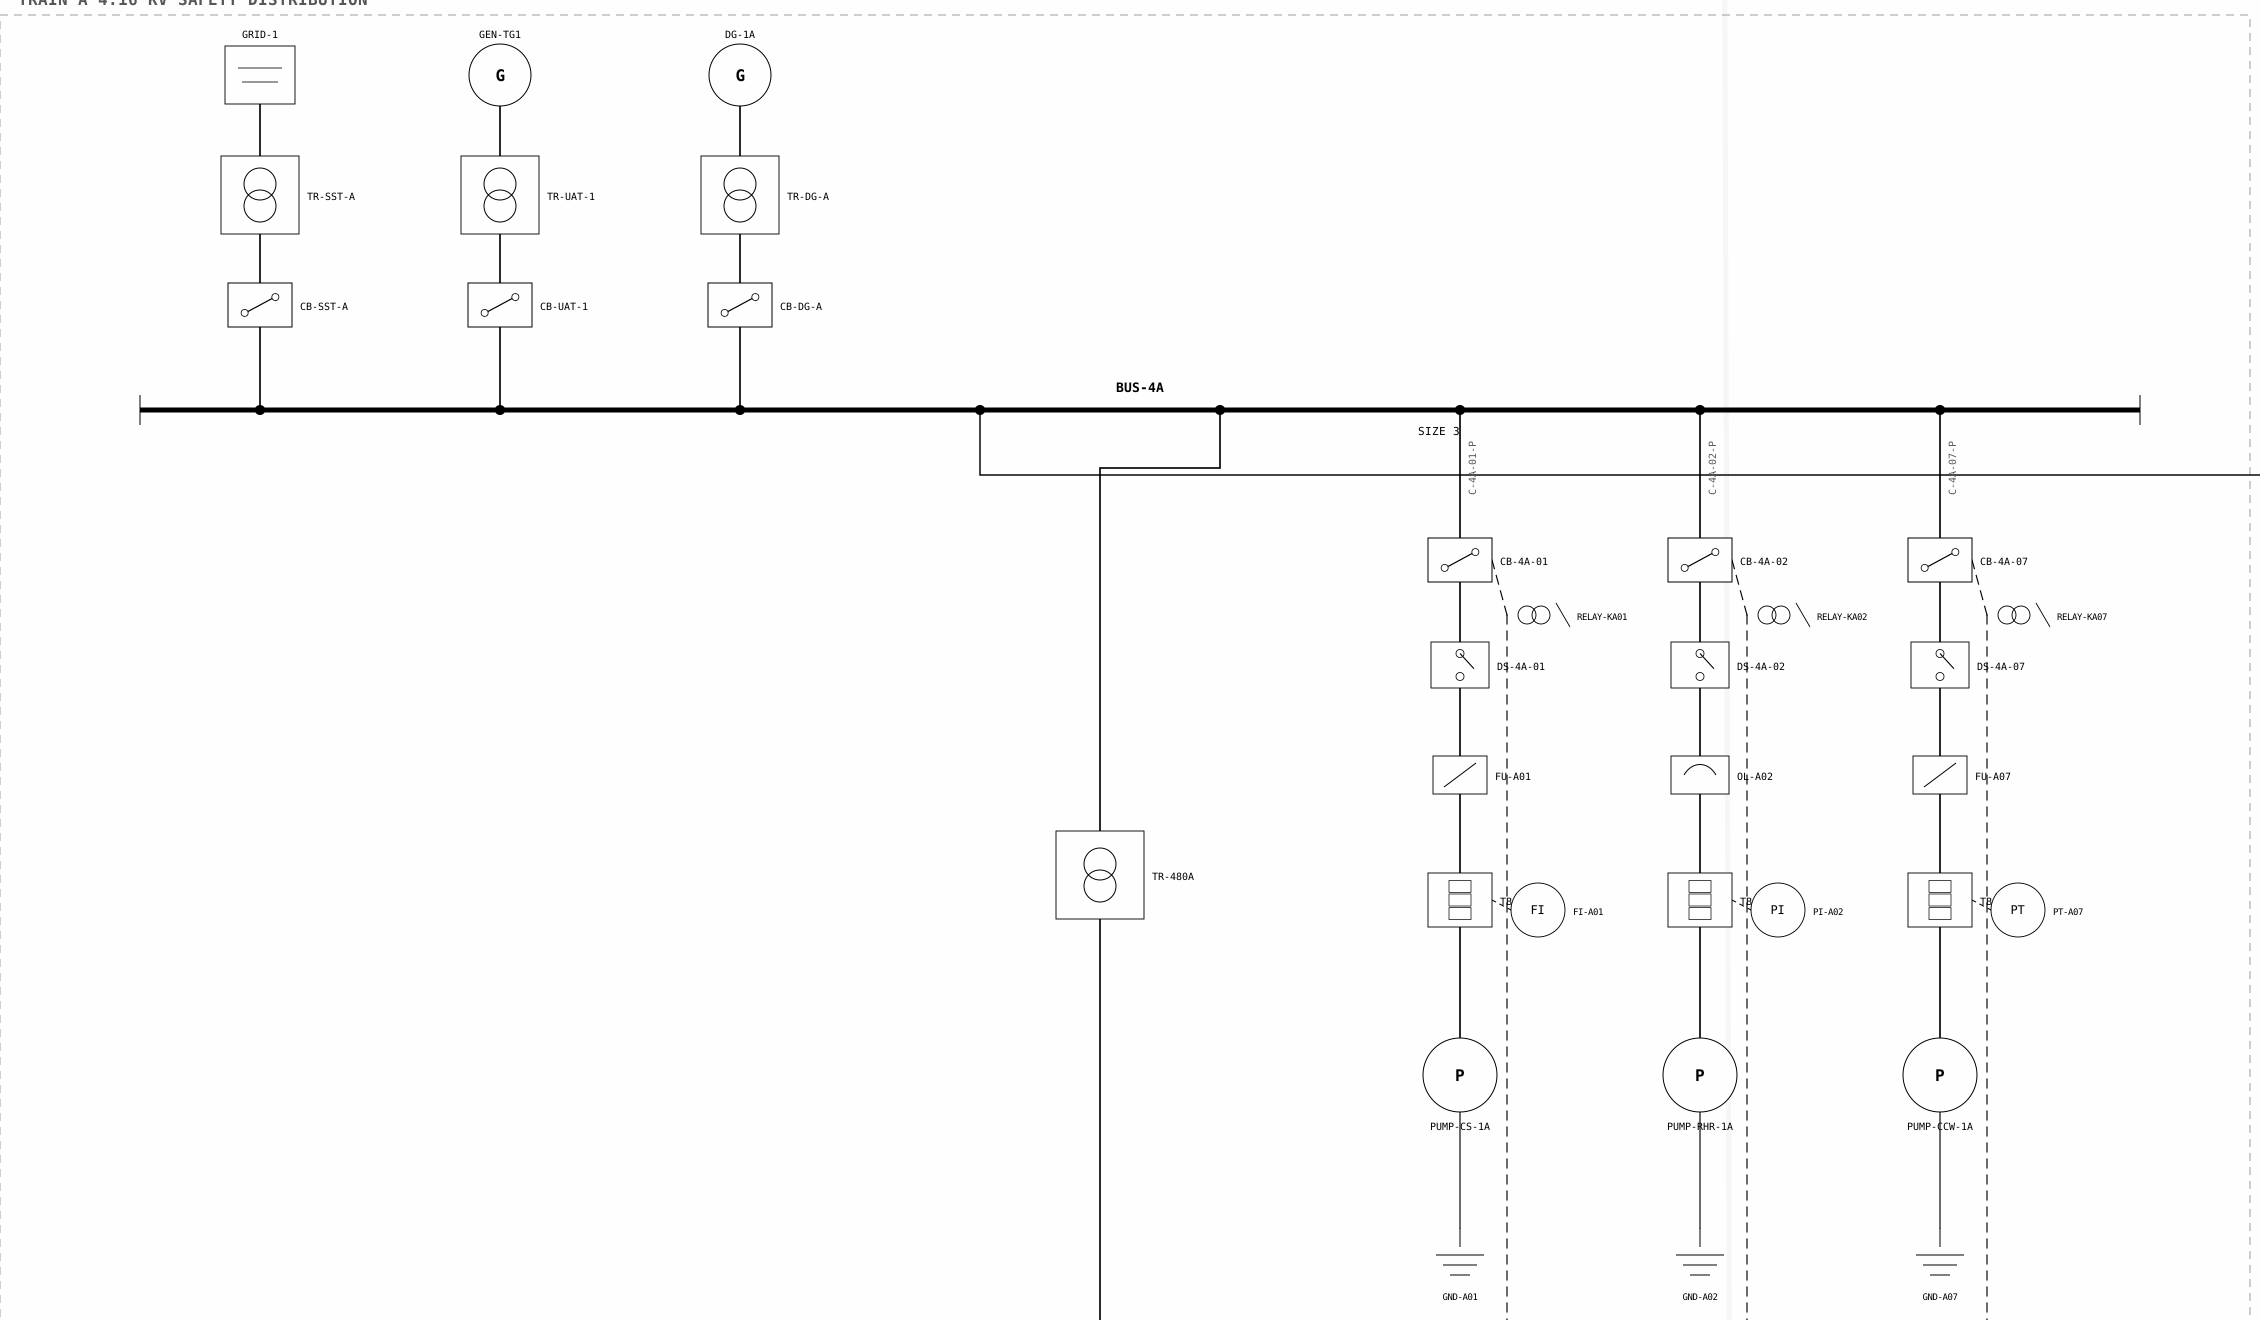 TRAIN A 4.16 KV SAFETY DISTRIBUTION
GRID-1
GEN-TG1
DG-1A
G
G
TR-SST-A
TR-UAT-1
TR-DG-A
CB-SST-A
CB-UAT-1
CB-DG-A
BUS-4A
SIZE 3
C-4A-01-P
C-4A-02-P
C-4A-07-P
CB-4A-01
CB-4A-02
CB-4A-07
RELAY-KA01
RELAY-KA02
RELAY-KA07
DS-4A-01
DS-4A-02
DS-4A-07
FU-A01
OL-A02
FU-A07
TR-480A
FI
FI-A01
PI
PI-A02
PT
PT-A07
P
P
P
PUMP-CS-1A
PUMP-RHR-1A
PUMP-CCW-1A
GND-A01
GND-A02
GND-A07